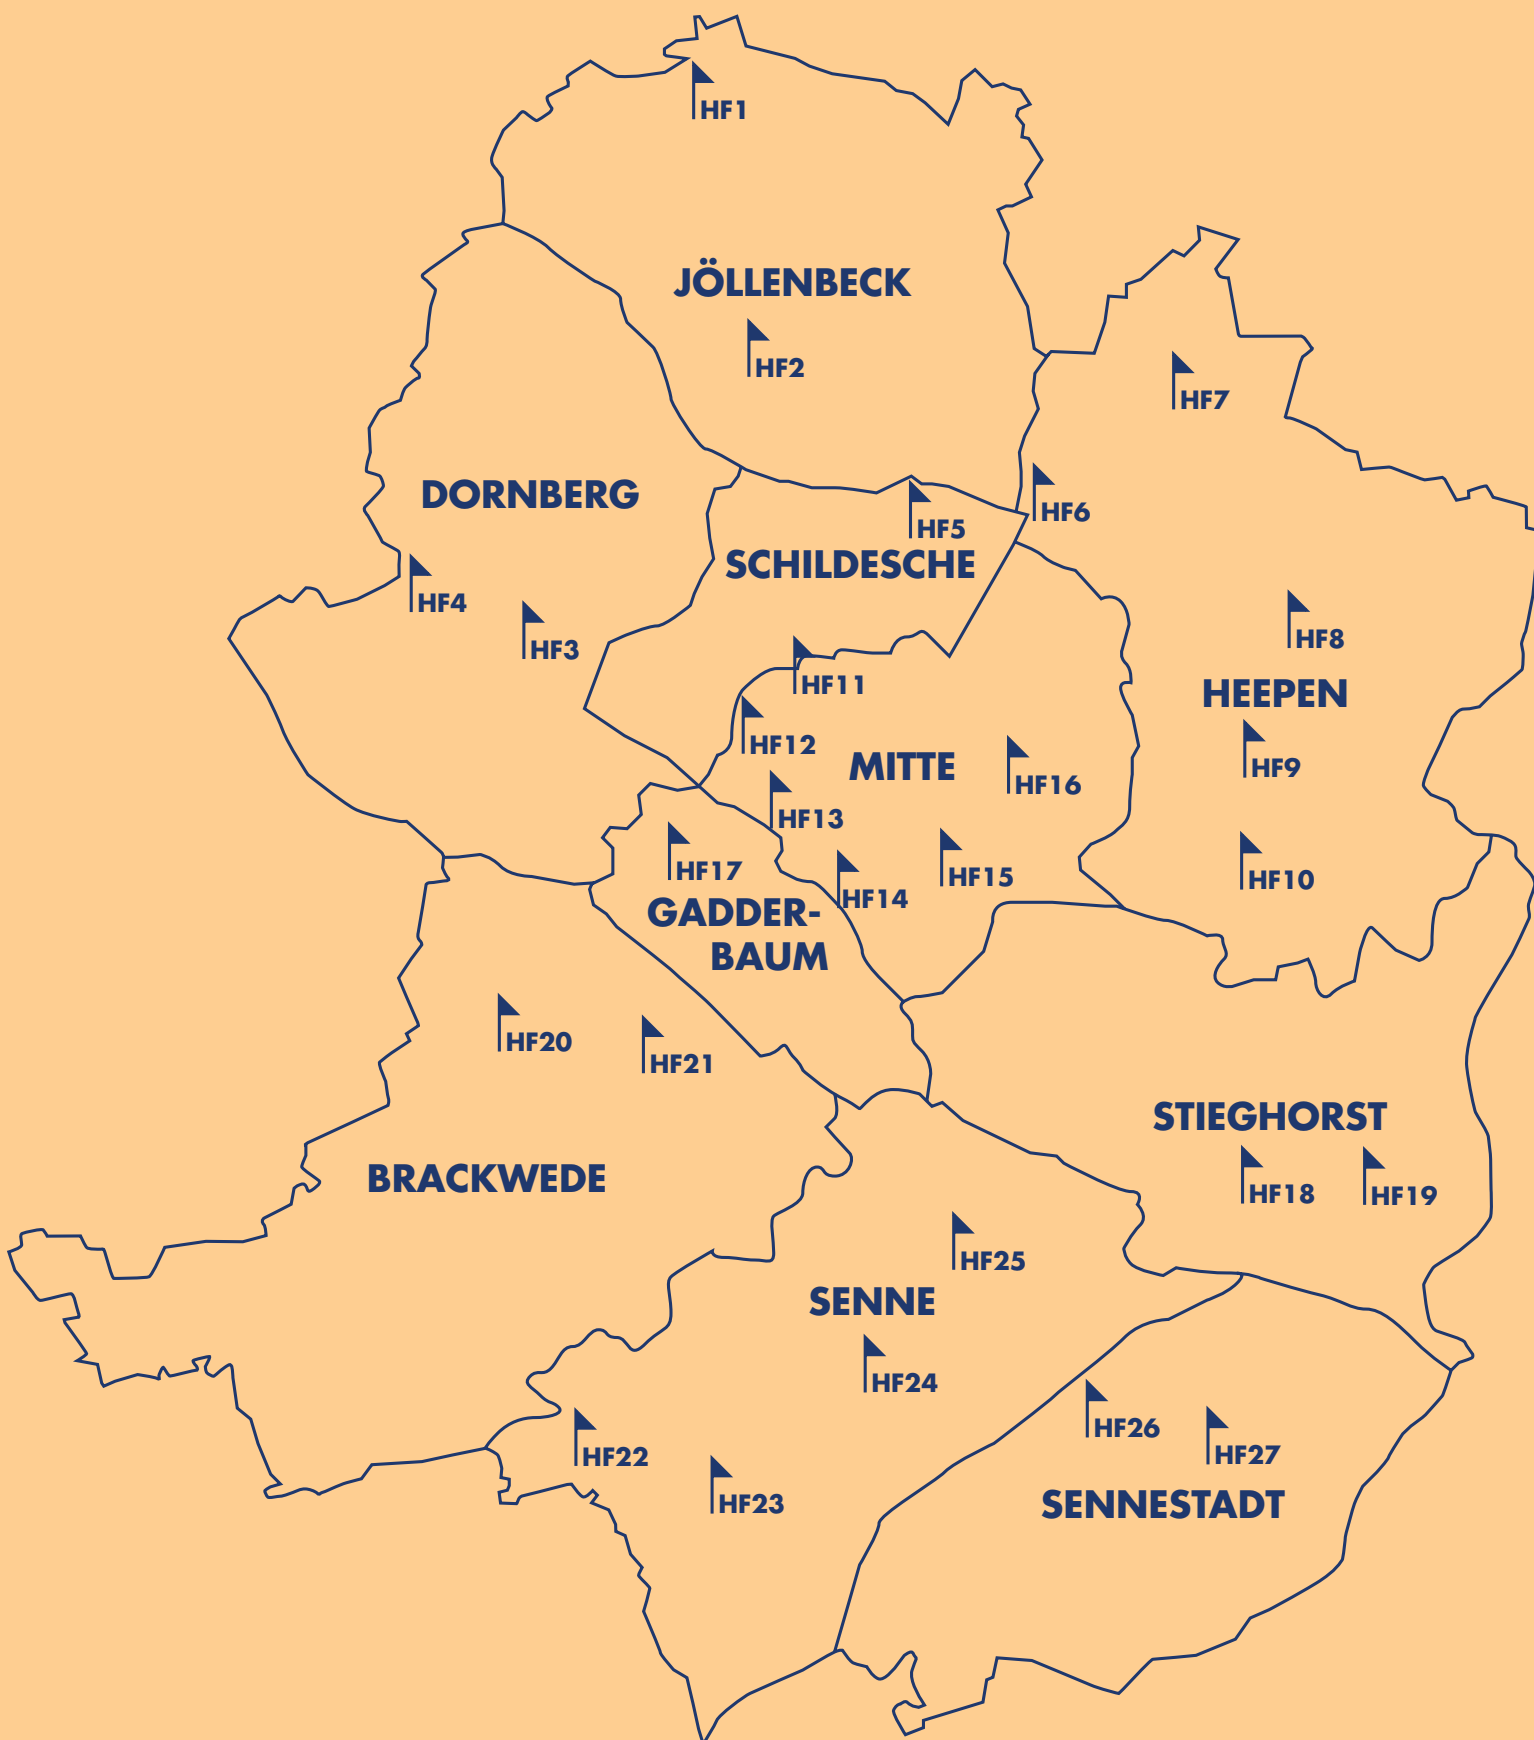 HF1
JÖLLENBECK
HF2
HF7
DORNBERG
HF6
HF5
SCHILDESCHE
HF4
HF3
HF8
HF11
HEEPEN
HF12
MITTE
HF9
HF16
HF13
HF17
HF15
HF10
HF14
GADDER-
BAUM
HF20
HF21
STIEGHORST
BRACKWEDE
HF18
HF19
HF25
SENNE
HF24
HF26
HF22
HF27
HF23
SENNESTADT